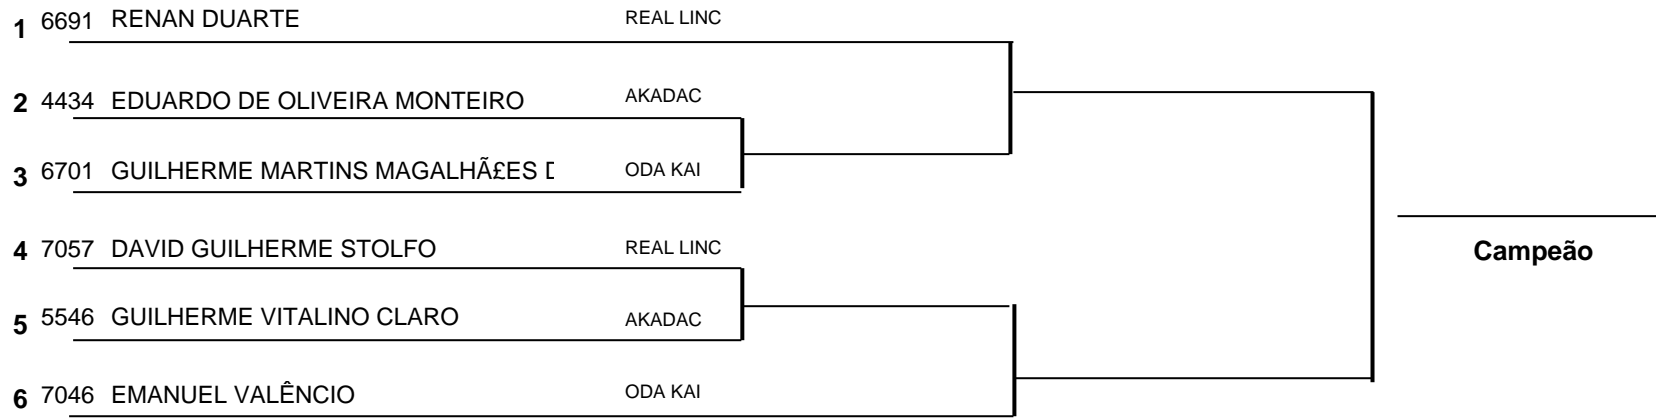 1 6691 RENAN DUARTE REAL LINC
2 4434 EDUARDO DE OLIVEIRA MONTEIRO AKADAC
3 6701 GUILHERME MARTINS MAGALHÃ£ES D ODA KAI
4 7057 DAVID GUILHERME STOLFO REAL LINC
Campeão
5 5546 GUILHERME VITALINO CLARO AKADAC
6 7046 EMANUEL VALÊNCIO ODA KAI